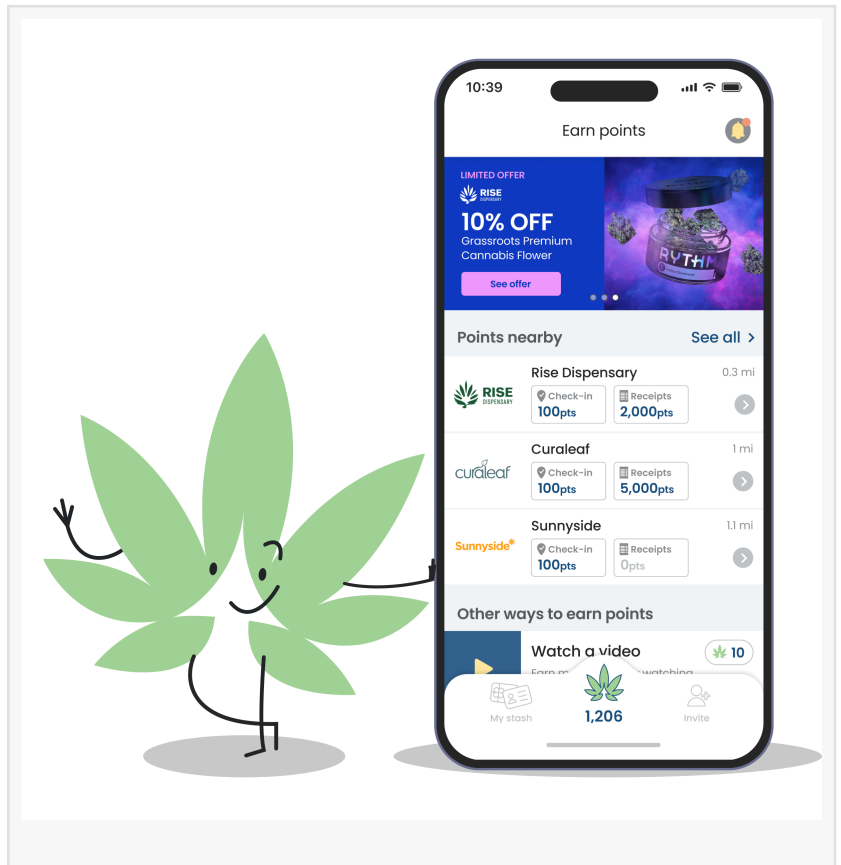 10:39
Earn points
LIMITED OFFER
RISE
DISPENSARY
10% OFF
Grassroots Premium
Cannabis Flower
See offer
RYTHM
Points nearby
See all >
Rise Dispensary
0.3 mi
RISE
DISPENSARY
Check-in
100pts
Receipts
2,000pts
Curaleaf
1 mi
curaleaf
Check-in
100pts
Receipts
5,000pts
Sunnyside
1.1 mi
Sunnyside*
Check-in
100pts
Receipts
0pts
Other ways to earn points
Watch a video
10
Earn watching
My stash
1,206
Invite